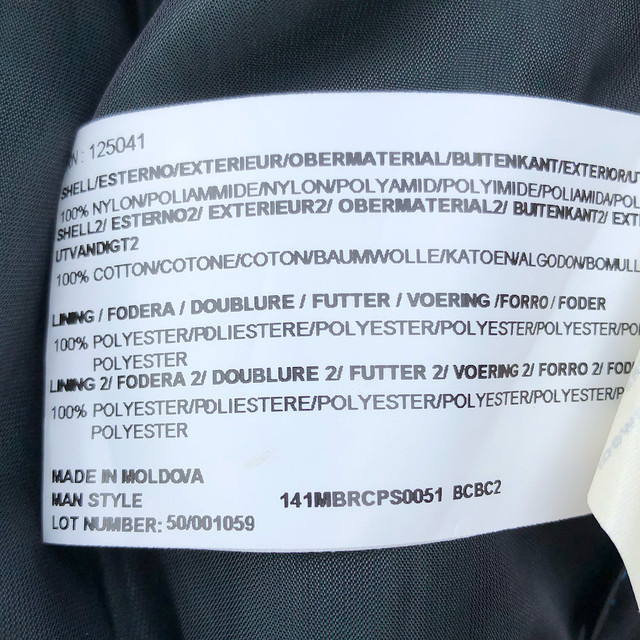 : 125041
SHELL/ESTERNO/EXTERIEUR/OBERMATERIAL/BUITENKANT/EXTERIOR/UT
100% NYLON/POLIAMMIDE/NYLON/POLYAMID/POLYIMIDE/POLIAMIDA/POL
SHELL2/ ESTERNO2/ EXTERIEUR2/ OBERMATERIAL2/ BUITENKANT2/ EXT
UTVANDIGT2
100% COTTON/COTONE/COTON/BAUMWOLLE/KATOEN/ALGODON/BOMULL
LINING / FODERA / DOUBLURE / FUTTER / VOERING /FORRO / FODER
100% POLYESTER/POLIESTERE/POLYESTER/POLYESTER/POLYESTER/PO
POLYESTER
LINING 2/ FODERA 2/ DOUBLURE 2/ FUTTER 2/ VOERING 2/ FORRO 2/ FOD
100% POLYESTER/POLIESTERE/POLYESTER/POLYESTER/POLYESTER/P
POLYESTER
MADE IN MOLDOVA
MAN STYLE 141MBRCPS0051 BCBC2
LOT NUMBER: 50/001059